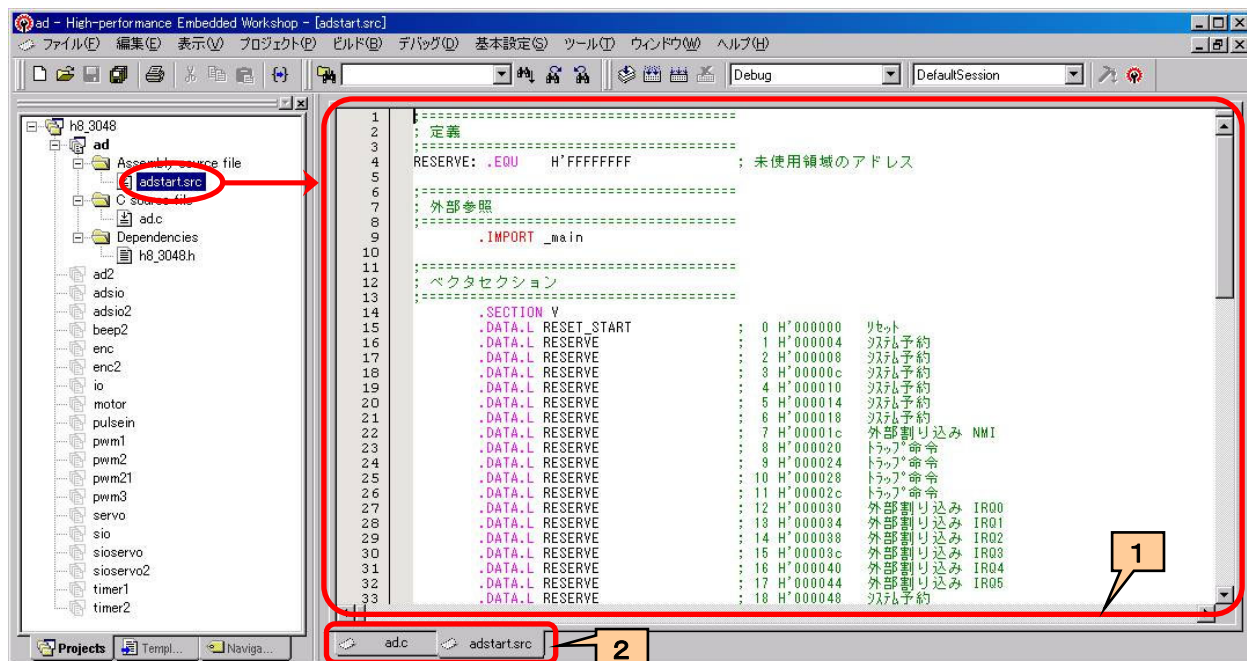 ad - High-performance Embedded Workshop - [adstart.src]
ファイル(F) 編集(E) 表示(V) プロジェクト(P) ビルド(B) デバッグ(D) 基本設定(S) ツール(T) ウィンドウ(W) ヘルプ(H)
Debug DefaultSession
h8_3048
ad
Assembly source file
adstart.src
C source file
ad.c
Dependencies
h8_3048.h
ad2
adsio
adsio2
beep2
enc
enc2
io
motor
pulsein
pwm1
pwm2
pwm21
pwm3
servo
sio
sioservo
sioservo2
timer1
timer2
Projects Templ... Naviga...
1 ;=======================================
2 ; 定義
3 ;=======================================
4 RESERVE: .EQU H'FFFFFFFF ; 未使用領域のアドレス
5
6 ;=======================================
7 ; 外部参照
8 ;=======================================
9 .IMPORT _main
10
11 ;=======================================
12 ; ベクタセクション
13 ;=======================================
14 .SECTION V
15 .DATA.L RESET_START ; 0 H'000000 リセット
16 .DATA.L RESERVE ; 1 H'000004 システム予約
17 .DATA.L RESERVE ; 2 H'000008 システム予約
18 .DATA.L RESERVE ; 3 H'00000c システム予約
19 .DATA.L RESERVE ; 4 H'000010 システム予約
20 .DATA.L RESERVE ; 5 H'000014 システム予約
21 .DATA.L RESERVE ; 6 H'000018 システム予約
22 .DATA.L RESERVE ; 7 H'00001c 外部割り込み NMI
23 .DATA.L RESERVE ; 8 H'000020 トラップ命令
24 .DATA.L RESERVE ; 9 H'000024 トラップ命令
25 .DATA.L RESERVE ; 10 H'000028 トラップ命令
26 .DATA.L RESERVE ; 11 H'00002c トラップ命令
27 .DATA.L RESERVE ; 12 H'000030 外部割り込み IRQ0
28 .DATA.L RESERVE ; 13 H'000034 外部割り込み IRQ1
29 .DATA.L RESERVE ; 14 H'000038 外部割り込み IRQ2
30 .DATA.L RESERVE ; 15 H'00003c 外部割り込み IRQ3
31 .DATA.L RESERVE ; 16 H'000040 外部割り込み IRQ4
32 .DATA.L RESERVE ; 17 H'000044 外部割り込み IRQ5
33 .DATA.L RESERVE ; 18 H'000048 システム予約
1
ad.c adstart.src
2